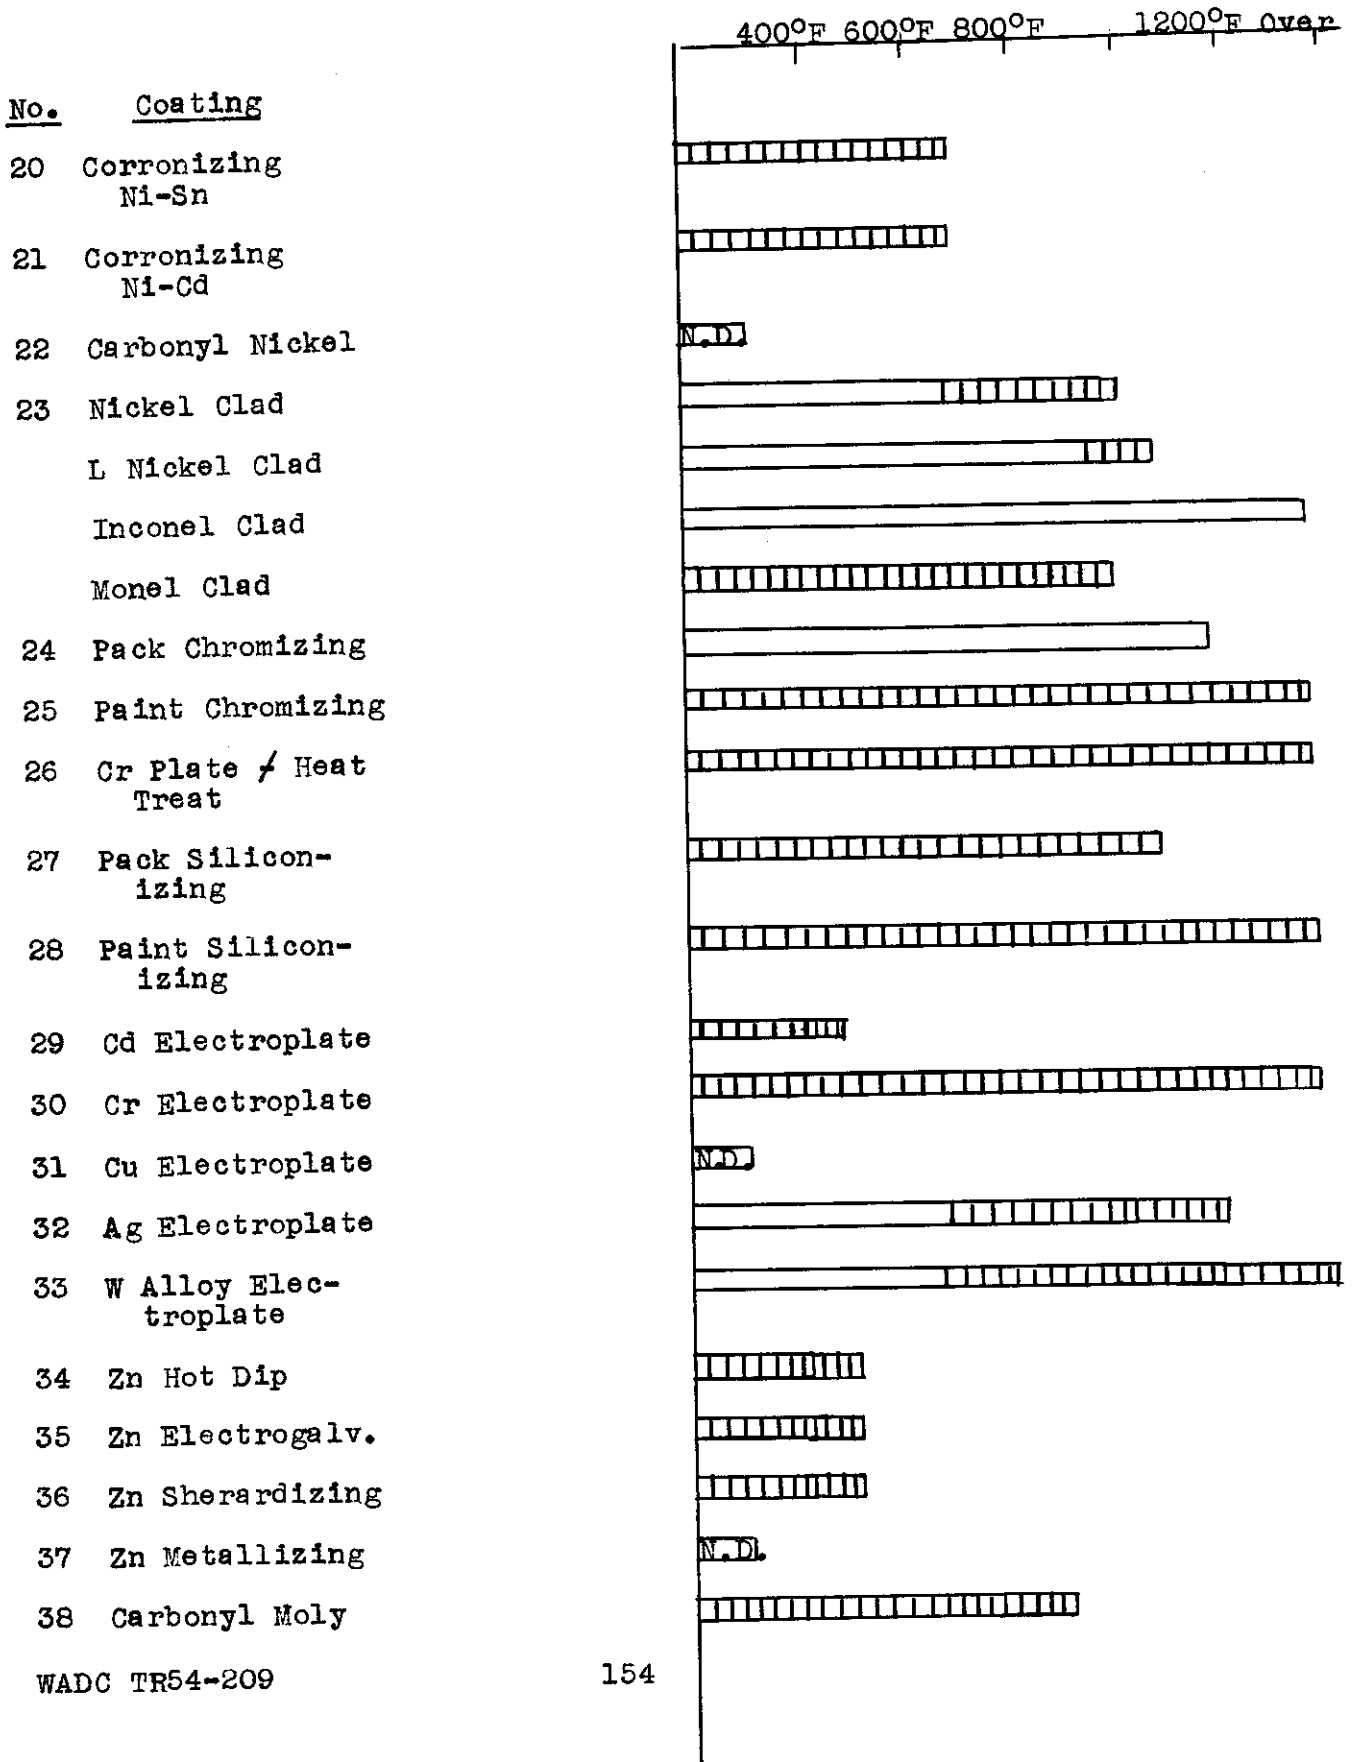 400°F 600°F 800°F 1200°F Over
No. Coating
20 Corronizing
Ni-Sn
21 Corronizing
Ni-Cd
22 Carbonyl Nickel N.D.
23 Nickel Clad
L Nickel Clad
Inconel Clad
Monel Clad
24 Pack Chromizing
25 Paint Chromizing
26 Cr Plate ≠ Heat
Treat
27 Pack Silicon-
izing
28 Paint Silicon-
izing
29 Cd Electroplate
30 Cr Electroplate
31 Cu Electroplate N.D.
32 Ag Electroplate
33 W Alloy Elec-
troplate
34 Zn Hot Dip
35 Zn Electrogalv.
36 Zn Sherardizing
37 Zn Metallizing N.D.
38 Carbonyl Moly
WADC TR54-209 154